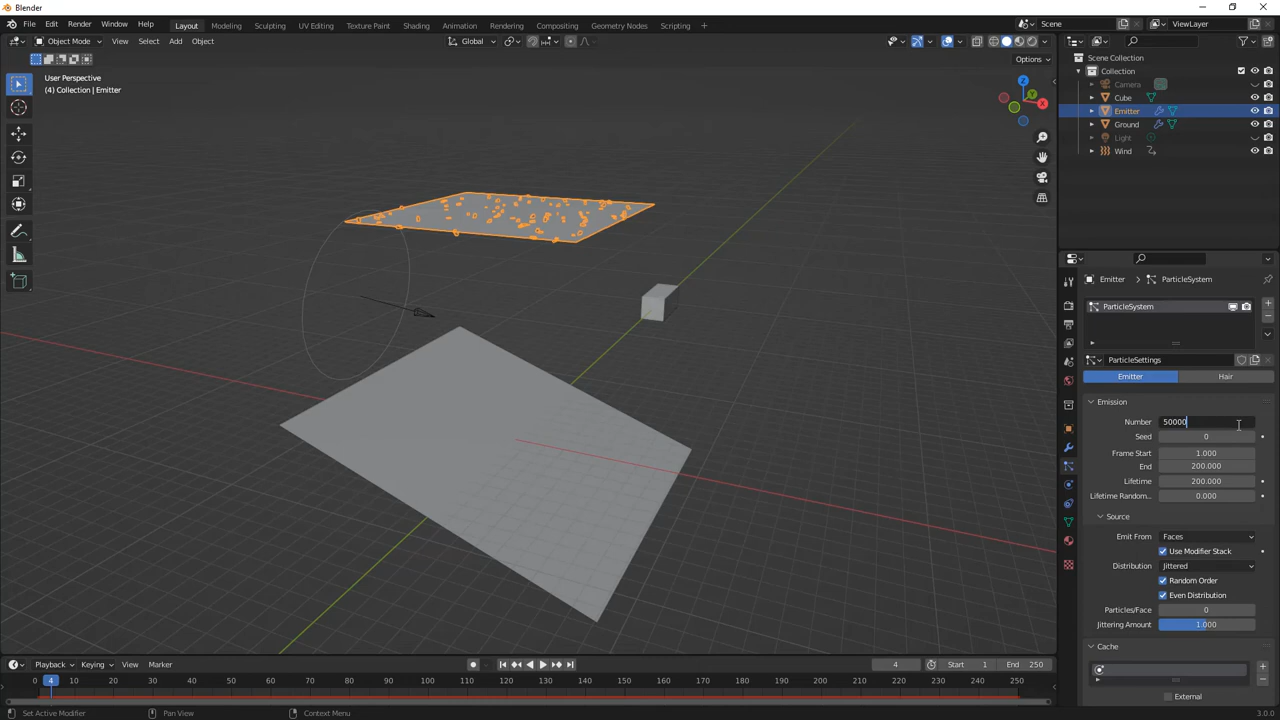 Blender
File Edit Render Window Help Layout Modeling Sculpting UV Editing Texture Paint Shading Animation Rendering Compositing Geometry Nodes Scripting + Scene ViewLayer
Object Mode View Select Add Object Global
Options
User Perspective
(4) Collection | Emitter
Z
Y
X
Scene Collection
Collection
Camera
Cube
Emitter
Ground
Light
Wind
Emitter > ParticleSystem
ParticleSystem
ParticleSettings
Emitter Hair
Emission
Number 50000
Seed 0
Frame Start 1.000
End 200.000
Lifetime 200.000
Lifetime Random... 0.000
Source
Emit From Faces
Use Modifier Stack
Distribution Jittered
Random Order
Even Distribution
Particles/Face 0
Jittering Amount 1.000
Cache
External
Playback Keying View Marker 4 Start 1 End 250
0 4 10 20 30 40 50 60 70 80 90 100 110 120 130 140 150 160 170 180 190 200 210 220 230 240 250
Set Active Modifier Pan View Context Menu 3.0.0